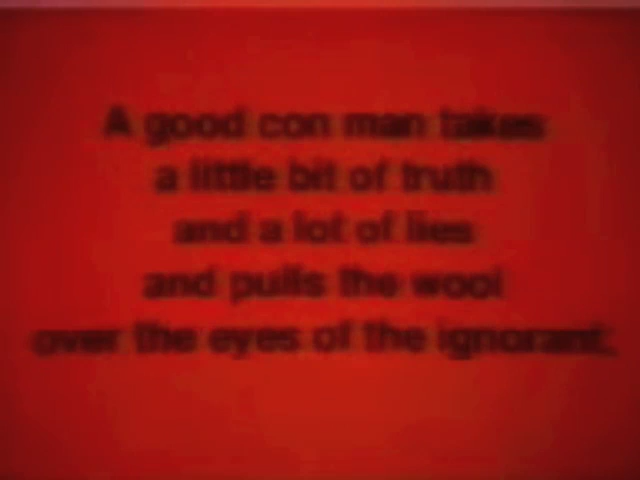 A good con man takes
a little bit of truth
and a lot of lies
and pulls the wool
over the eyes of the ignorant.